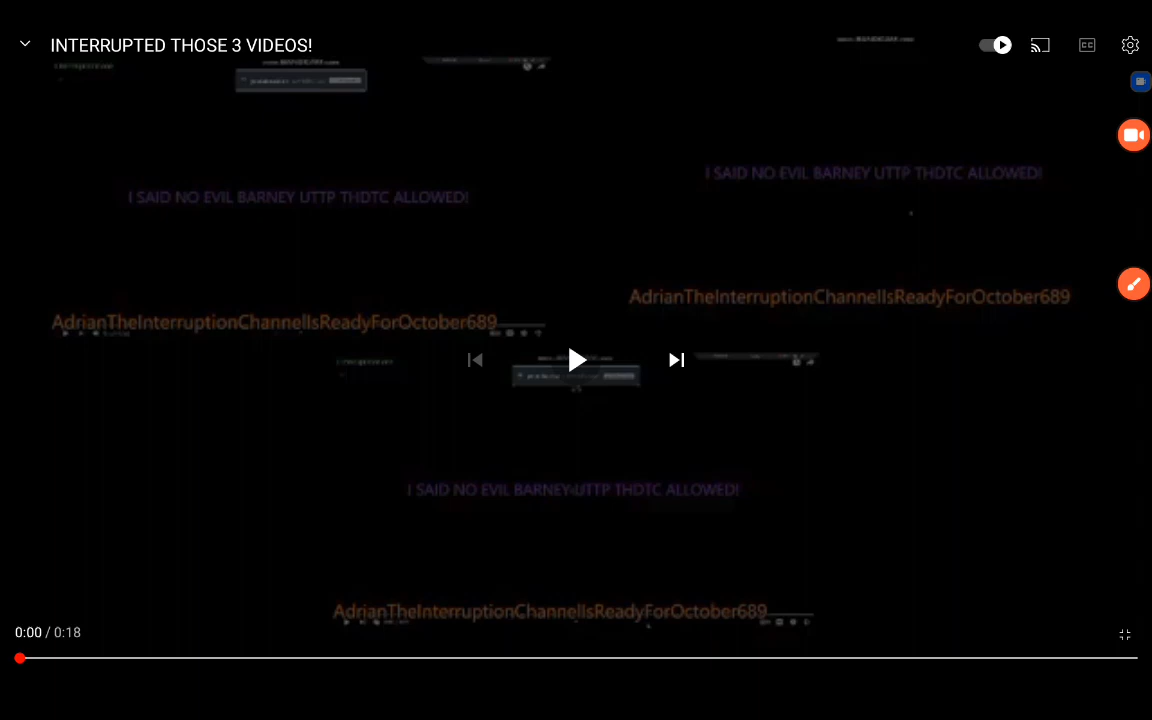 INTERRUPTED THOSE 3 VIDEOS!
CC
I SAID NO EVIL BARNEY UTTP THDTC ALLOWED!
I SAID NO EVIL BARNEY UTTP THDTC ALLOWED!
AdrianTheInterruptionChannelIsReadyForOctober689
AdrianTheInterruptionChannelIsReadyForOctober689
I SAID NO EVIL BARNEY UTTP THDTC ALLOWED!
AdrianTheInterruptionChannelIsReadyForOctober689
0:00 / 0:18